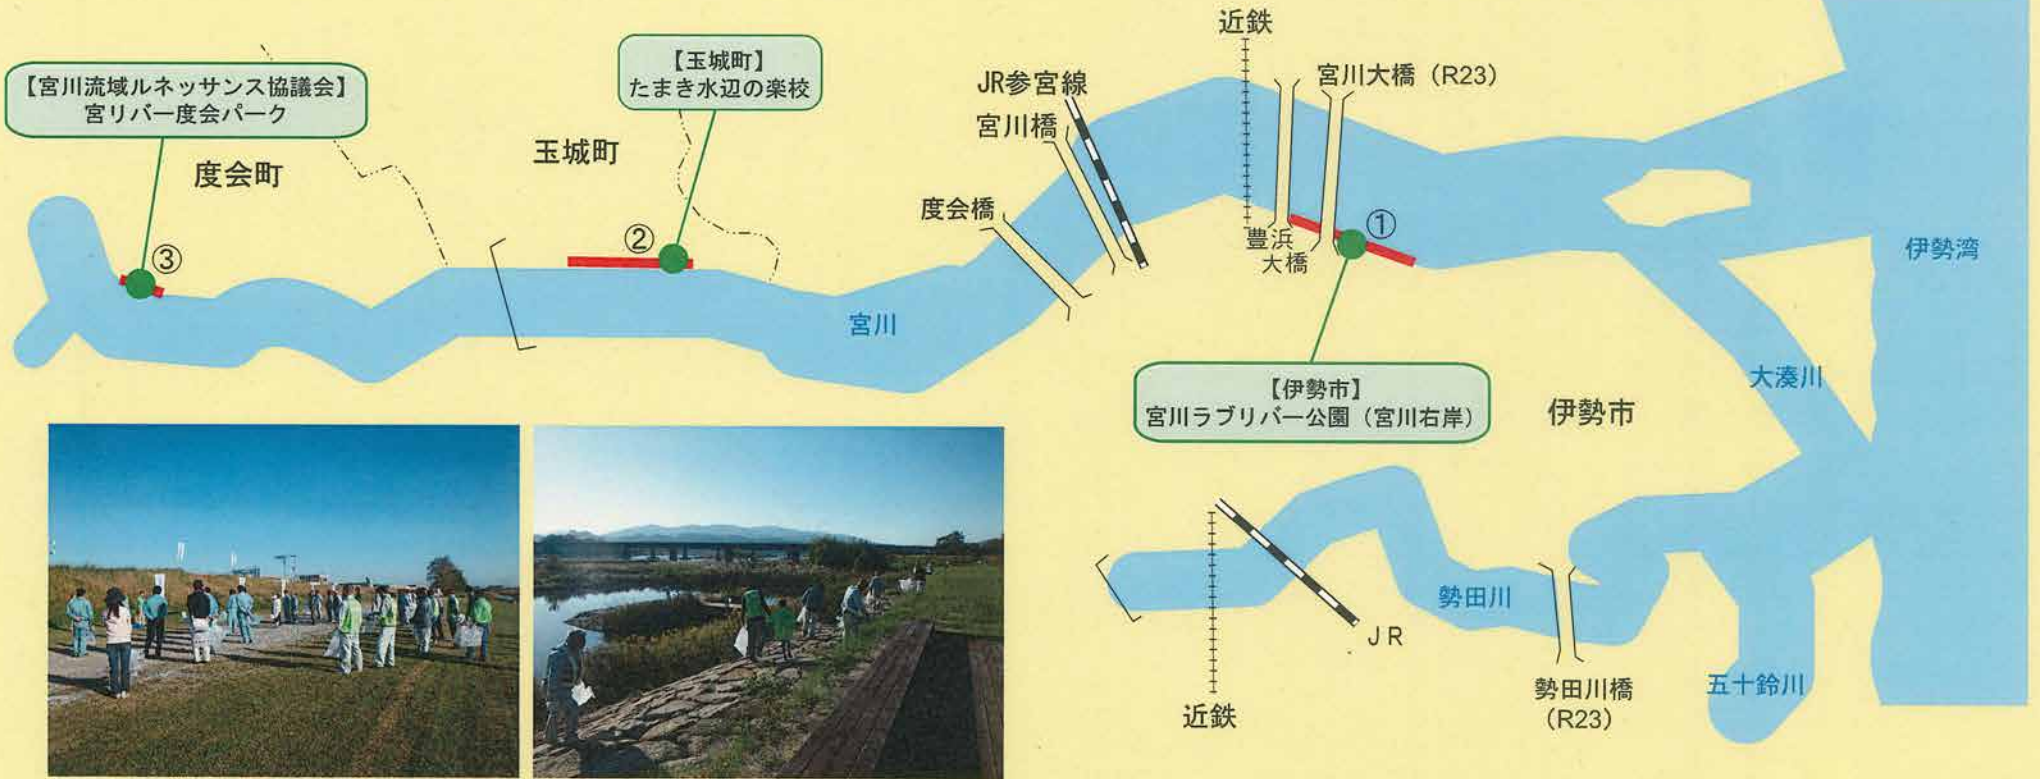 近鉄
【宮川流域ルネッサンス協議会】
宮リバー度会パーク
【玉城町】
たまき水辺の楽校
JR参宮線
宮川大橋（R23）
宮川橋
度会町
玉城町
度会橋
③
②
①
豊浜
大橋
伊勢湾
宮川
大湊川
【伊勢市】
宮川ラブリバー公園（宮川右岸）
伊勢市
勢田川
JR
近鉄
勢田川橋
（R23）
五十鈴川